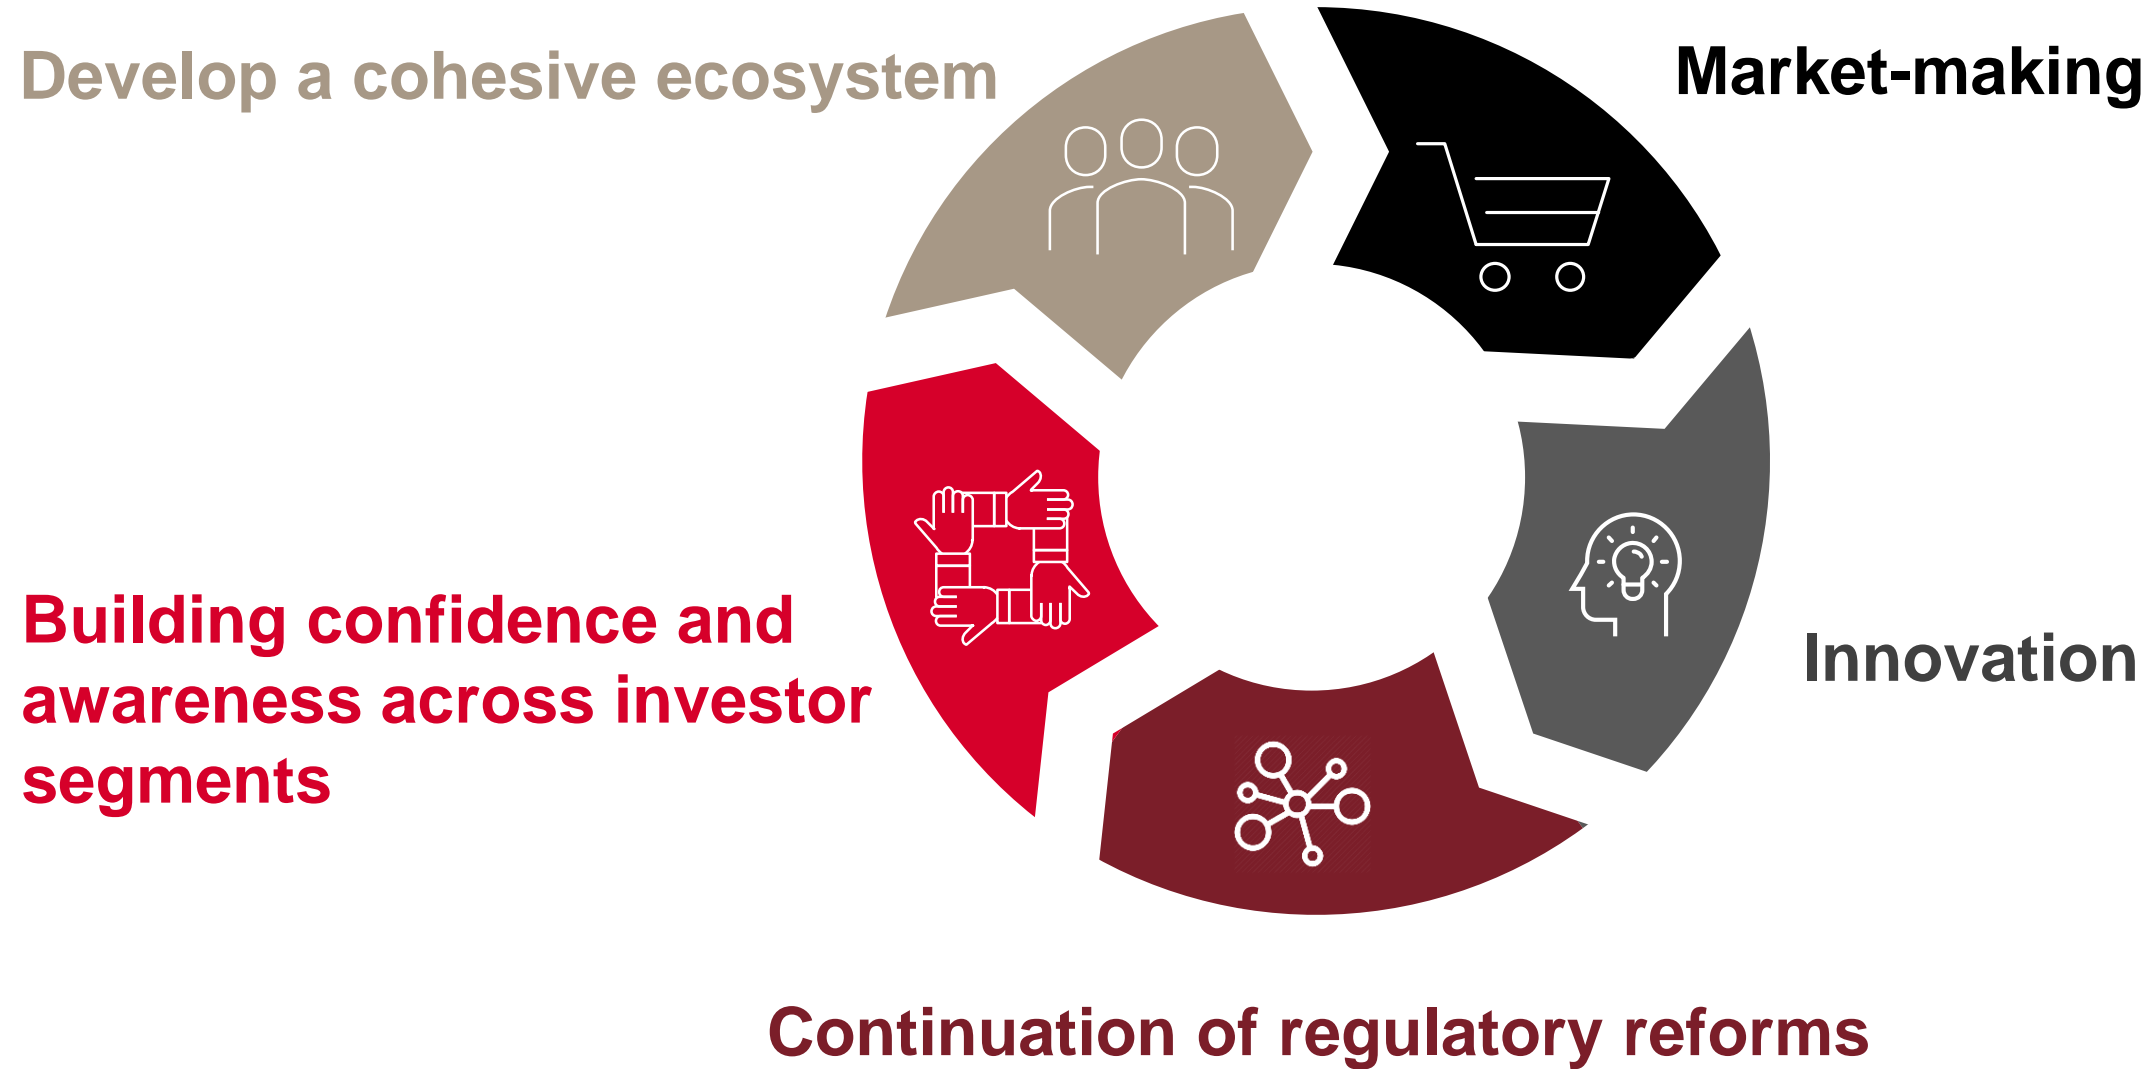 Develop a cohesive ecosystem
Market-making
Building confidence and
awareness across investor
segments
Innovation
Continuation of regulatory reforms